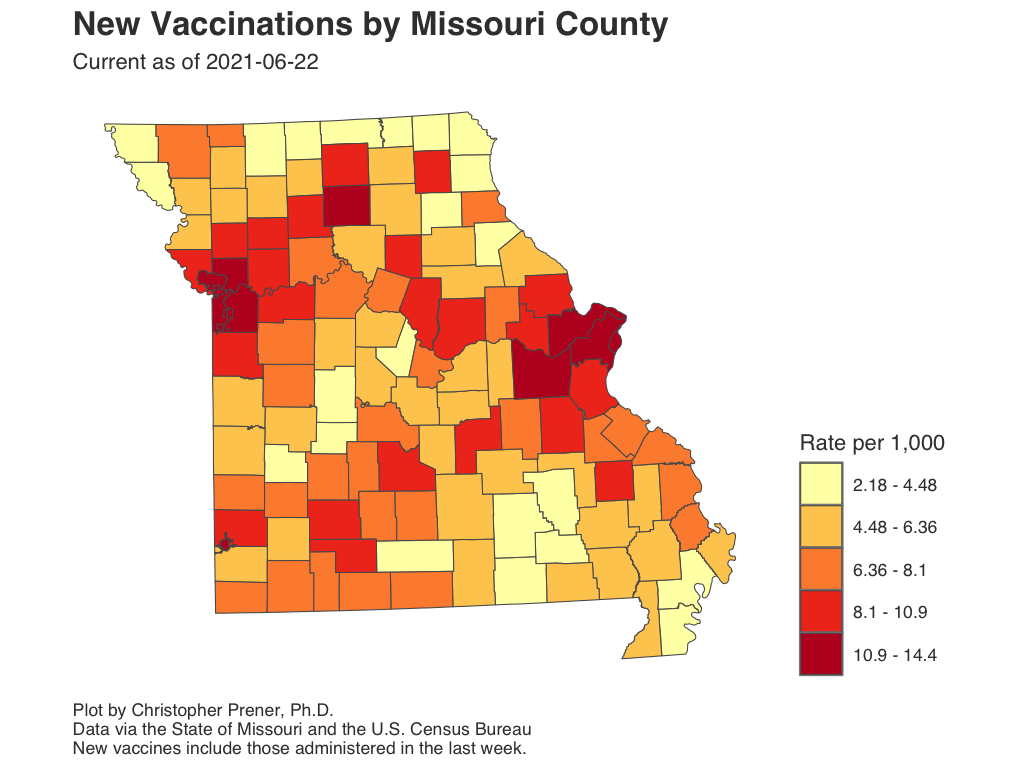 New Vaccinations by Missouri County
Current as of 2021-06-22
Rate per 1,000
2.18 - 4.48
4.48 - 6.36
6.36 - 8.1
8.1 - 10.9
10.9 - 14.4
Plot by Christopher Prener, Ph.D.
Data via the State of Missouri and the U.S. Census Bureau
New vaccines include those administered in the last week.